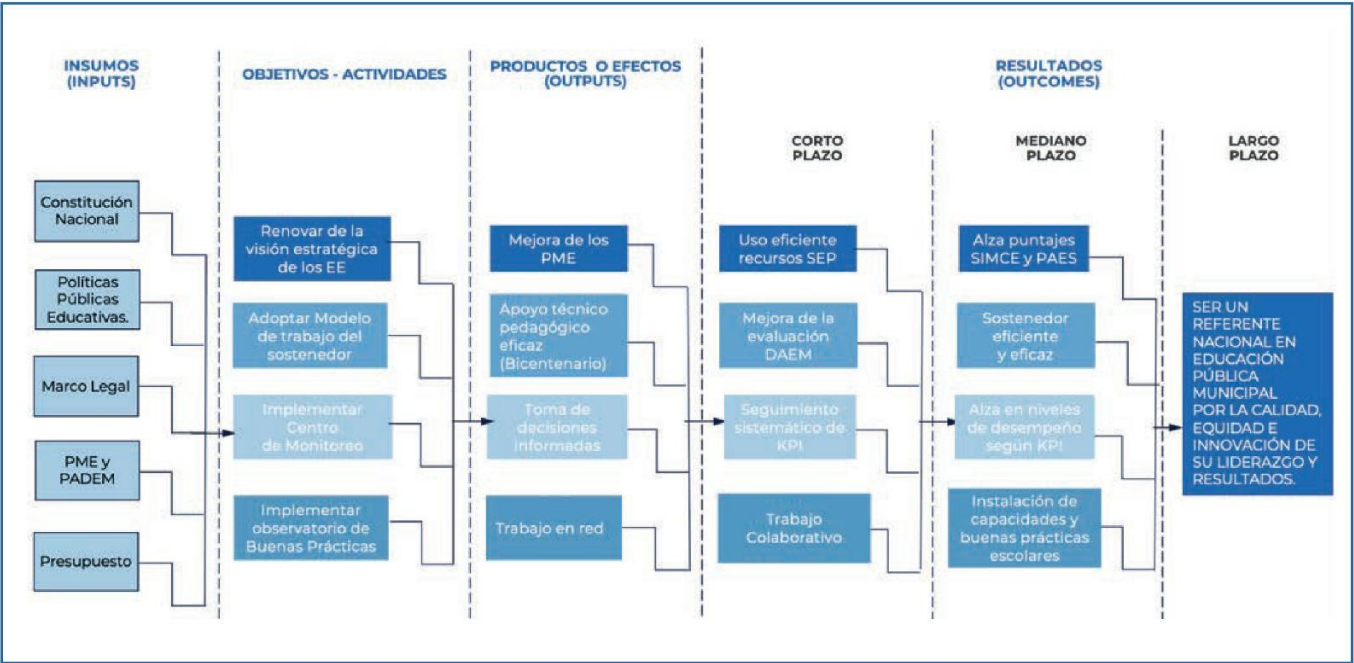 INSUMOS
(INPUTS)
OBJETIVOS - ACTIVIDADES
PRODUCTOS O EFECTOS
(OUTPUTS)
RESULTADOS
(OUTCOMES)
CORTO
PLAZO
MEDIANO
PLAZO
LARGO
PLAZO
Constitución
Nacional
Políticas
Públicas
Educativas.
Marco Legal
PME y
PADEM
Presupuesto
Renovar de la
visión estratégica
de los EE
Adoptar Modelo
de trabajo del
sostenedor
Implementar
Centro
de Monitoreo
Implementar
observatorio de
Buenas Prácticas
Mejora de los
PME
Apoyo técnico
pedagógico
eficaz
(Bicentenario)
Toma de
decisiones
informadas
Trabajo en red
Uso eficiente
recursos SEP
Mejora de la
evaluación
DAEM
Seguimiento
sistemático de
KPI
Trabajo
Colaborativo
Alza puntajes
SIMCE y PAES
Sostenedor
eficiente
y eficaz
Alza en niveles
de desempeño
según KPI
Instalación de
capacidades y
buenas prácticas
escolares
SER UN
REFERENTE
NACIONAL EN
EDUCACIÓN
PÚBLICA
MUNICIPAL
POR LA CALIDAD,
EQUIDAD E
INNOVACIÓN DE
SU LIDERAZGO Y
RESULTADOS.